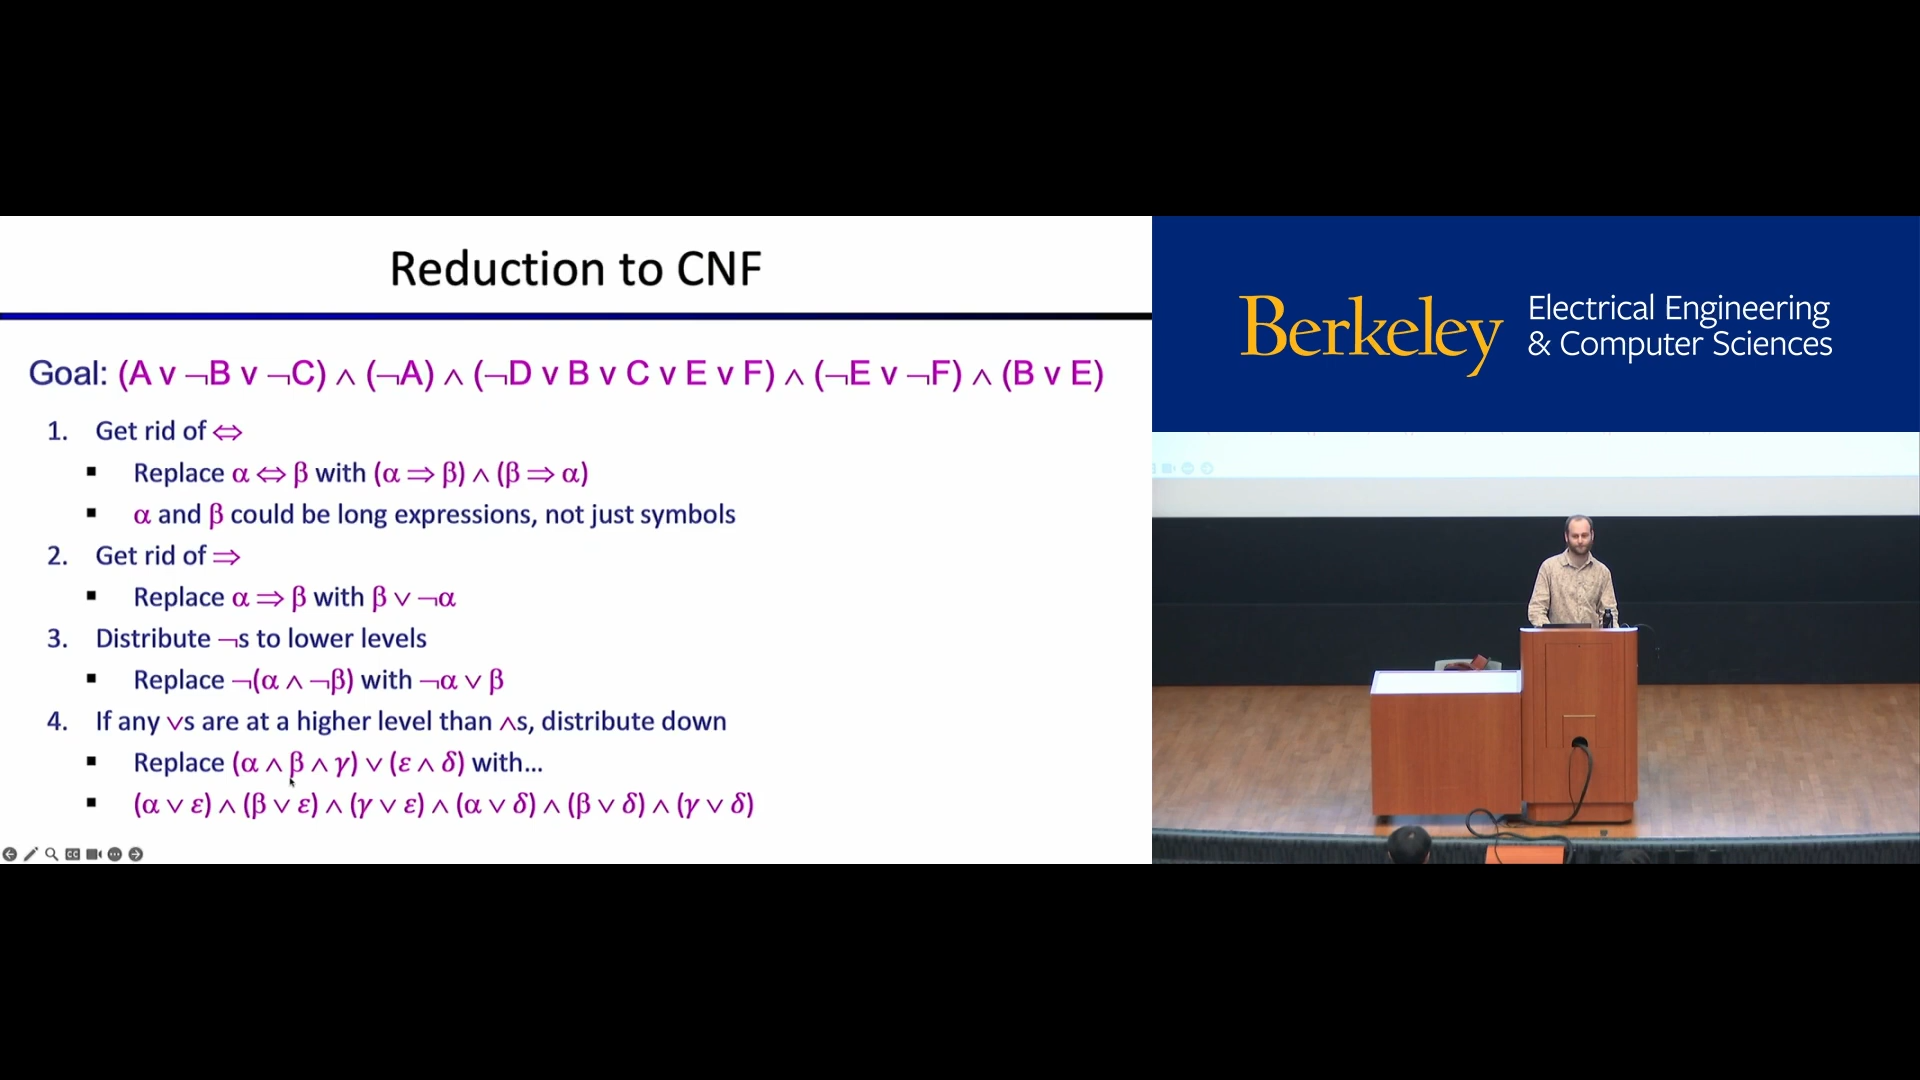 Reduction to CNF
Goal: (A v ¬B v ¬C) ∧ (¬A) ∧ (¬D v B v C v E v F) ∧ (¬E v ¬F) ∧ (B v E)
1. Get rid of ⇔
▪ Replace α ⇔ β with (α ⇒ β) ∧ (β ⇒ α)
▪ α and β could be long expressions, not just symbols
2. Get rid of ⇒
▪ Replace α ⇒ β with β ∨ ¬α
3. Distribute ¬s to lower levels
▪ Replace ¬(α ∧ ¬β) with ¬α ∨ β
4. If any ∨s are at a higher level than ∧s, distribute down
▪ Replace (α ∧ β ∧ γ) ∨ (ε ∧ δ) with…
▪ (α ∨ ε) ∧ (β ∨ ε) ∧ (γ ∨ ε) ∧ (α ∨ δ) ∧ (β ∨ δ) ∧ (γ ∨ δ)
CC
Berkeley
Electrical Engineering
& Computer Sciences